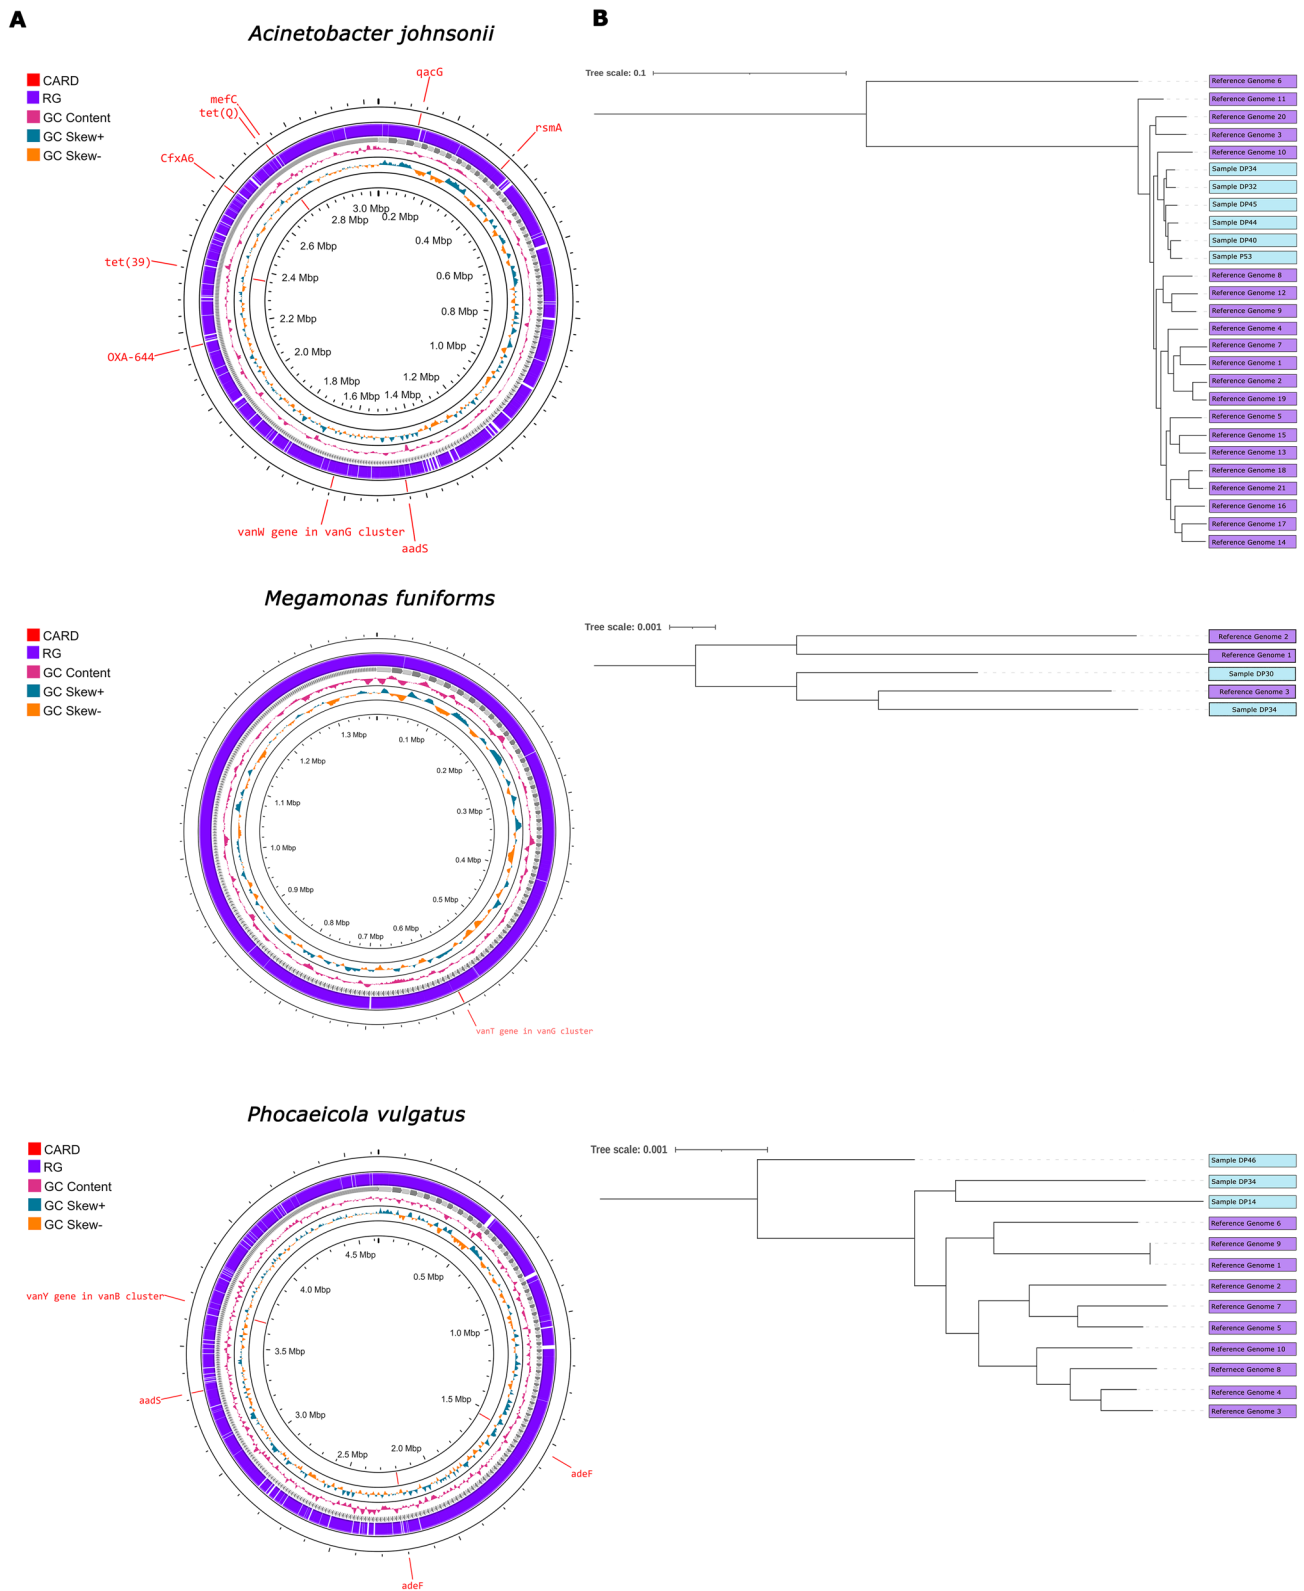 A
B
Acinetobacter johnsonii
CARD
RG
GC Content
GC Skew+
GC Skew-
qacG
mefC
tet(Q)
rsmA
CfxA6
tet(39)
OXA-644
vanW gene in vanG cluster
aadS
3.0 Mbp
0.2 Mbp
2.8 Mbp
0.4 Mbp
2.6 Mbp
0.6 Mbp
2.4 Mbp
0.8 Mbp
2.2 Mbp
1.0 Mbp
2.0 Mbp
1.2 Mbp
1.8 Mbp
1.4 Mbp
1.6 Mbp
Tree scale: 0.1
Reference Genome 6
Reference Genome 11
Reference Genome 20
Reference Genome 3
Reference Genome 10
Sample DP34
Sample DP32
Sample DP45
Sample DP44
Sample DP40
Sample P53
Reference Genome 8
Reference Genome 12
Reference Genome 9
Reference Genome 4
Reference Genome 7
Reference Genome 1
Reference Genome 2
Reference Genome 19
Reference Genome 5
Reference Genome 15
Reference Genome 13
Reference Genome 18
Reference Genome 21
Reference Genome 16
Reference Genome 17
Reference Genome 14
Megamonas funiforms
CARD
RG
GC Content
GC Skew+
GC Skew-
1.3 Mbp
0.1 Mbp
1.2 Mbp
0.2 Mbp
1.1 Mbp
0.3 Mbp
1.0 Mbp
0.4 Mbp
0.9 Mbp
0.5 Mbp
0.8 Mbp
0.6 Mbp
0.7 Mbp
vanT gene in vanG cluster
Tree scale: 0.001
Reference Genome 2
Reference Genome 1
Sample DP30
Reference Genome 3
Sample DP34
Phocaeicola vulgatus
CARD
RG
GC Content
GC Skew+
GC Skew-
vanY gene in vanB cluster
aadS
adeF
adeF
4.5 Mbp
0.5 Mbp
4.0 Mbp
1.0 Mbp
3.5 Mbp
1.5 Mbp
3.0 Mbp
2.0 Mbp
2.5 Mbp
Tree scale: 0.001
Sample DP46
Sample DP34
Sample DP14
Reference Genome 6
Reference Genome 9
Reference Genome 1
Reference Genome 2
Reference Genome 7
Reference Genome 5
Reference Genome 10
Refernece Genome 8
Reference Genome 4
Reference Genome 3